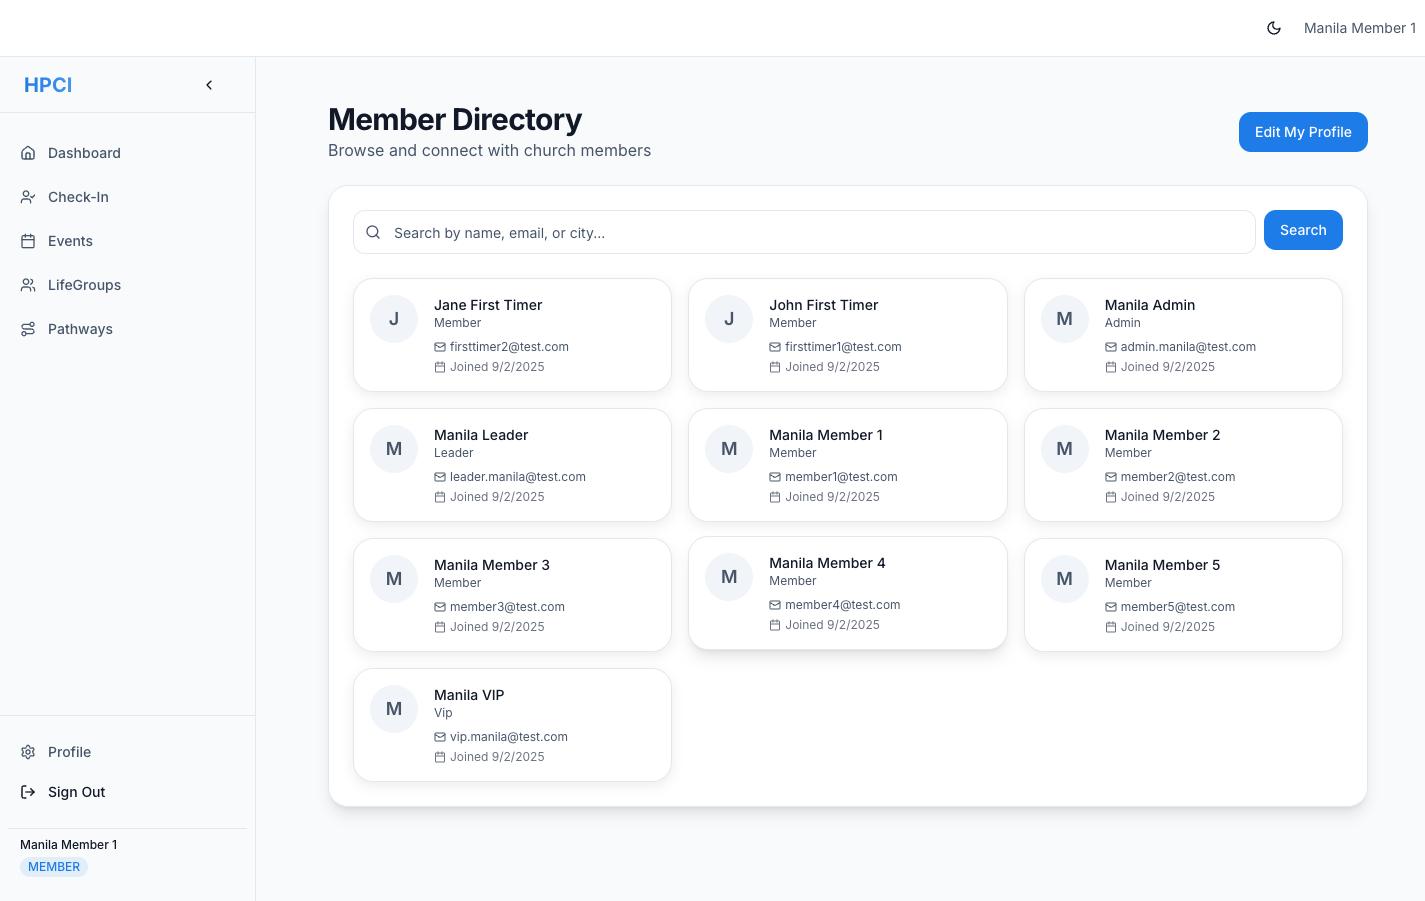 Manila Member 1
HPCI
Dashboard
Check-In
Events
LifeGroups
Pathways
Profile
Sign Out
Manila Member 1
MEMBER
Member Directory
Browse and connect with church members
Edit My Profile
Search by name, email, or city...
Search
J
Jane First Timer
Member
firsttimer2@test.com
Joined 9/2/2025
J
John First Timer
Member
firsttimer1@test.com
Joined 9/2/2025
M
Manila Admin
Admin
admin.manila@test.com
Joined 9/2/2025
M
Manila Leader
Leader
leader.manila@test.com
Joined 9/2/2025
M
Manila Member 1
Member
member1@test.com
Joined 9/2/2025
M
Manila Member 2
Member
member2@test.com
Joined 9/2/2025
M
Manila Member 3
Member
member3@test.com
Joined 9/2/2025
M
Manila Member 4
Member
member4@test.com
Joined 9/2/2025
M
Manila Member 5
Member
member5@test.com
Joined 9/2/2025
M
Manila VIP
Vip
vip.manila@test.com
Joined 9/2/2025